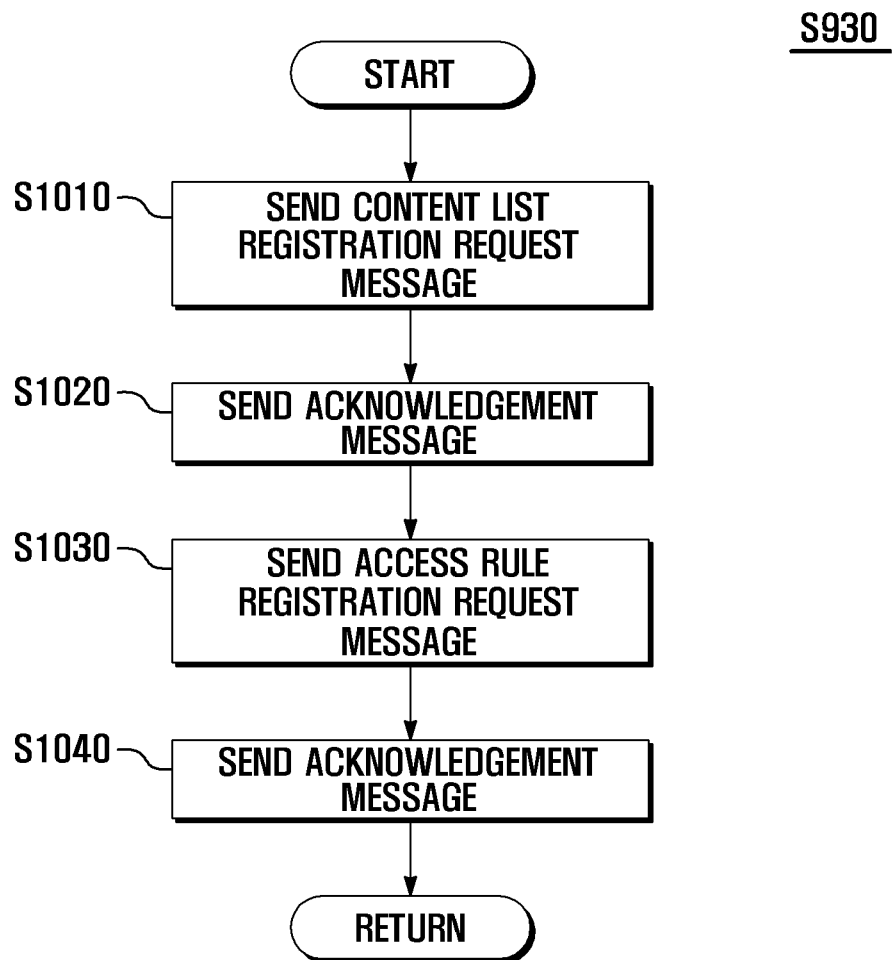 S930
START
S1010
SEND CONTENT LIST
REGISTRATION REQUEST
MESSAGE
S1020
SEND ACKNOWLEDGEMENT
MESSAGE
S1030
SEND ACCESS RULE
REGISTRATION REQUEST
MESSAGE
S1040
SEND ACKNOWLEDGEMENT
MESSAGE
RETURN